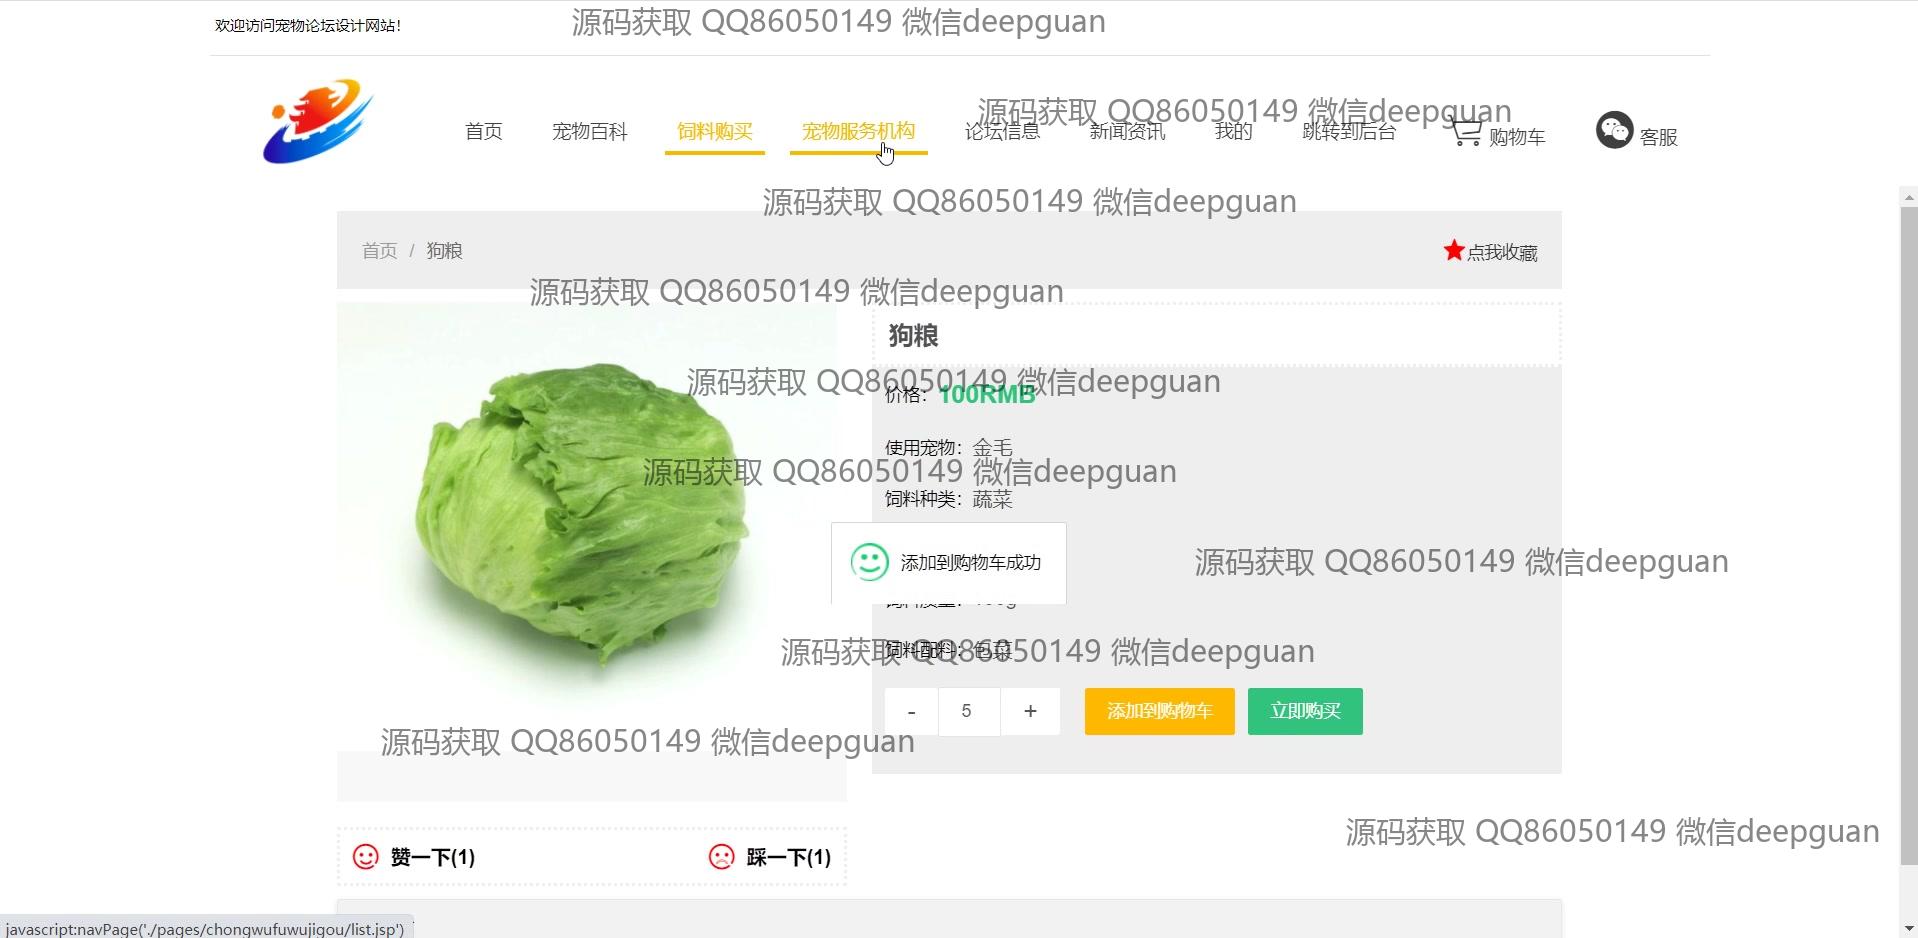 源码获取 QQ86050149 微信deepguan
欢迎访问宠物论坛设计网站!
源码获取 QQ86050149 微信deepguan
首页 宠物百科 饲料购买 宠物服务机构 论坛信息 新闻资讯 我的 跳转到后台 购物车 客服
源码获取 QQ86050149 微信deepguan
首页 / 狗粮 点我收藏
源码获取 QQ86050149 微信deepguan
狗粮
源码获取 QQ86050149 微信deepguan
价格: 100RMB
使用宠物: 金毛
源码获取 QQ86050149 微信deepguan
饲料种类: 蔬菜
添加到购物车成功
源码获取 QQ86050149 微信deepguan
饲料质量:
饲料配料: 包菜
源码获取 QQ86050149 微信deepguan
- 5 + 添加到购物车 立即购买
源码获取 QQ86050149 微信deepguan
源码获取 QQ86050149 微信deepguan
赞一下(1) 踩一下(1)
javascript:navPage('./pages/chongwufuwujigou/list.jsp')